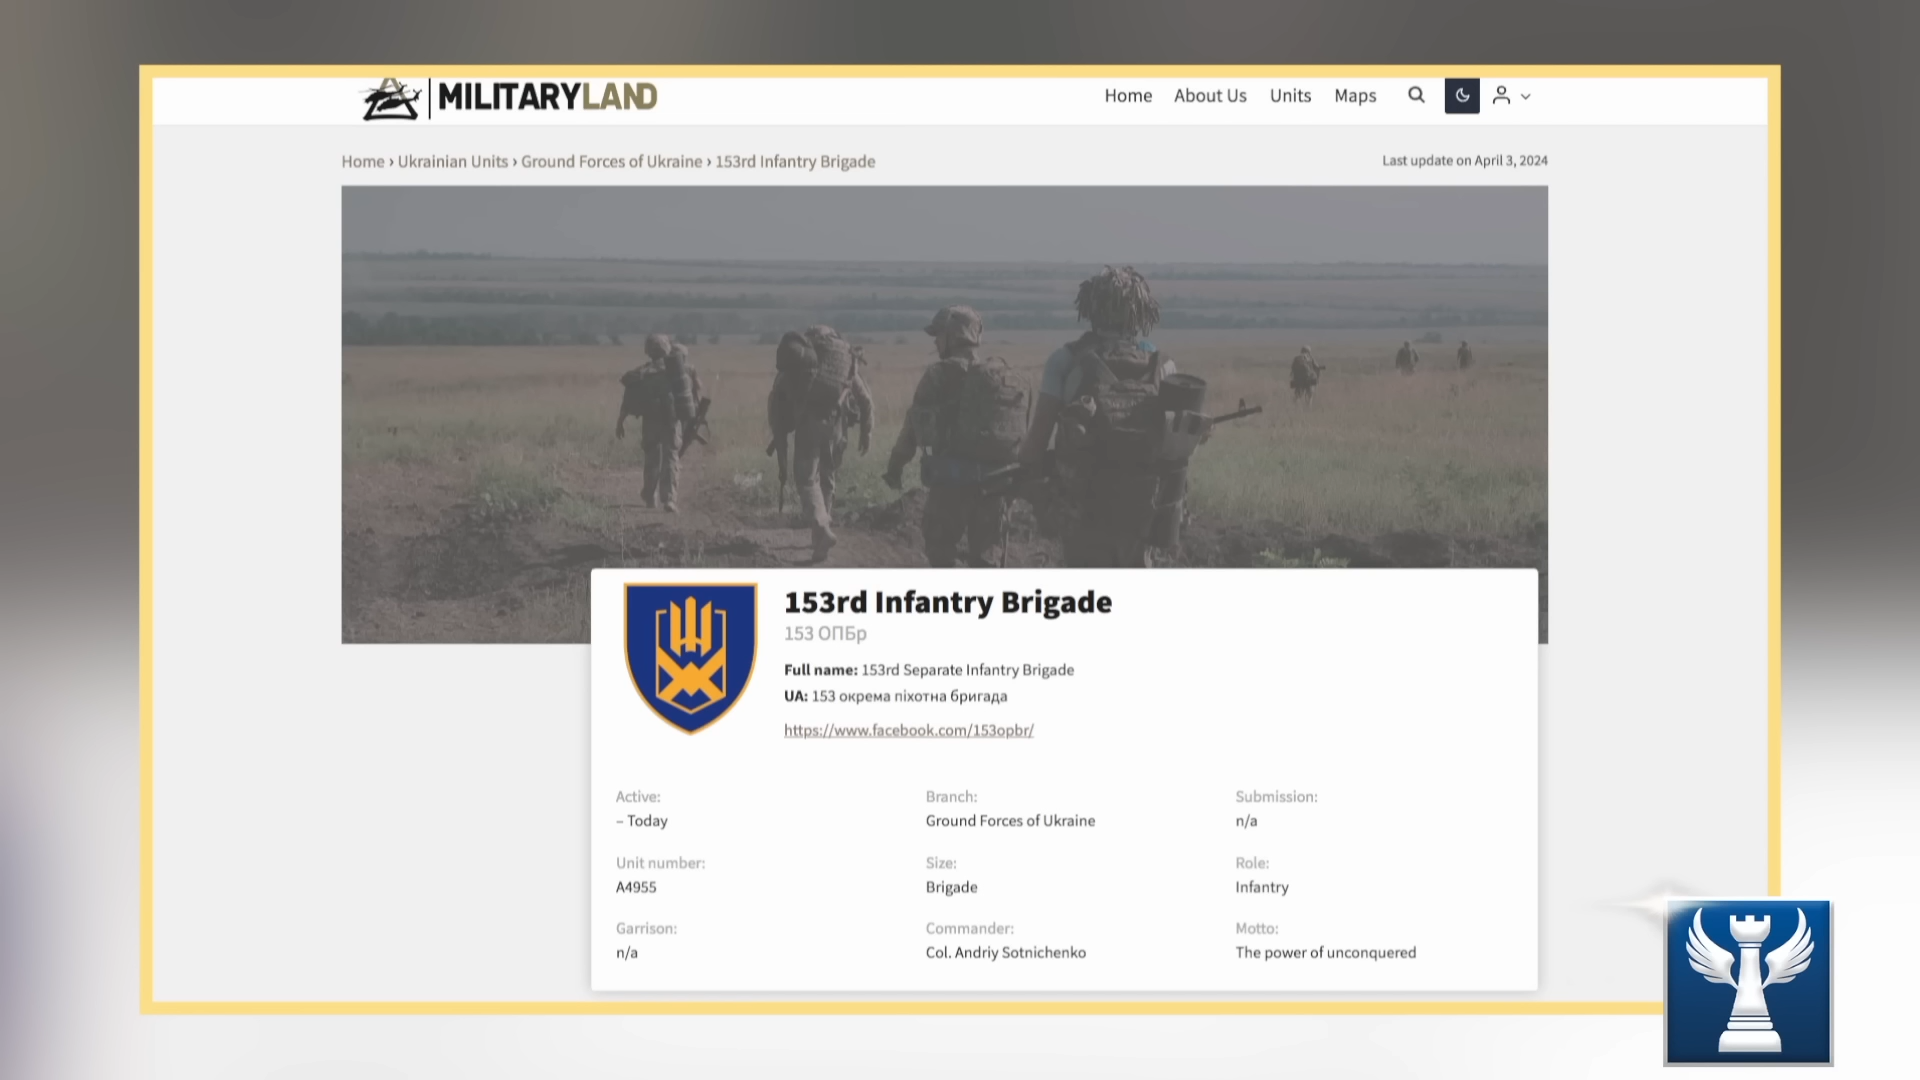 MILITARYLAND
Home About Us Units Maps
Home › Ukrainian Units › Ground Forces of Ukraine › 153rd Infantry Brigade
Last update on April 3, 2024
153rd Infantry Brigade
153 ОПБр
Full name: 153rd Separate Infantry Brigade
UA: 153 окрема піхотна бригада
https://www.facebook.com/153opbr/
Active: Branch: Submission:
– Today Ground Forces of Ukraine n/a
Unit number: Size: Role:
A4955 Brigade Infantry
Garrison: Commander: Motto:
n/a Col. Andriy Sotnichenko The power of unconquered